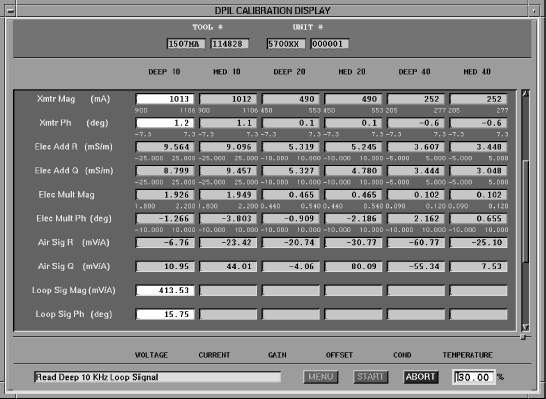 DPIL CALIBRATION DISPLAY
TOOL # UNIT #
1507MA 114828 5700XX 000001
DEEP 10 MED 10 DEEP 20 MED 20 DEEP 40 MED 40
Xmtr Mag (mA) 1013 1012 490 490 252 252
900 1106 900 1106 450 553 450 553 205 277 205 277
Xmtr Ph (deg) 1.2 1.1 0.1 0.1 -0.6 -0.6
-7.3 7.3 -7.3 7.3 -7.3 7.3 -7.3 7.3 -7.3 7.3 -7.3 7.3
Elec Add R (mS/m) 9.564 9.096 5.319 5.245 3.607 3.448
-25.000 25.000 -25.000 25.000 -10.000 10.000 -10.000 10.000 -5.000 5.000 -5.000 5.000
Elec Add Q (mS/m) 8.799 9.457 5.327 4.780 3.444 3.048
-25.000 25.000 -25.000 25.000 -10.000 10.000 -10.000 10.000 -5.000 5.000 -5.000 5.000
Elec Mult Mag 1.926 1.949 0.465 0.465 0.102 0.102
1.800 2.200 1.800 2.200 0.440 0.540 0.440 0.540 0.090 0.120 0.090 0.120
Elec Mult Ph (deg) -1.266 -3.803 -0.909 -2.186 2.162 0.655
-10.000 10.000 -10.000 10.000 -10.000 10.000 -10.000 10.000 -10.000 10.000 -10.000 10.000
Air Sig R (mV/A) -6.76 -23.42 -20.74 -30.77 -60.77 -25.10
Air Sig Q (mV/A) 10.95 44.01 -4.06 80.09 -55.34 7.53
Loop Sig Mag (mV/A) 413.53
Loop Sig Ph (deg) 15.75
VOLTAGE CURRENT GAIN OFFSET COND TEMPERATURE
Read Deep 10 KHz Loop Signal MENU START ABORT 30.00 %